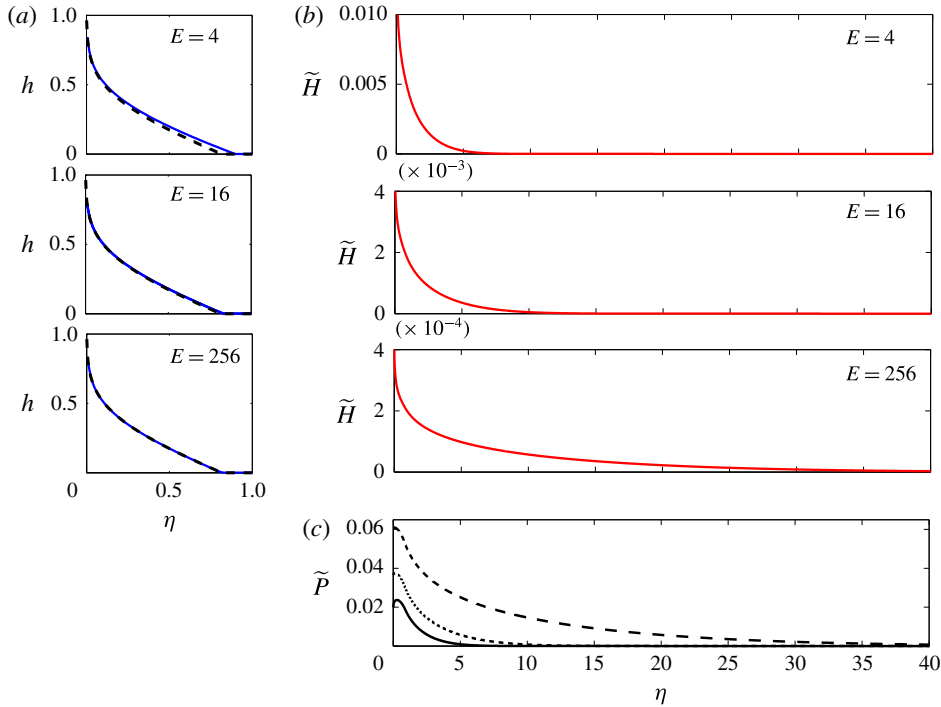 (a)
1.0
E = 4
h
0.5
0
1.0
E = 16
h
0.5
0
1.0
E = 256
h
0.5
0
0.5
1.0
η
(b)
0.010
E = 4
H̃
0.005
0
(× 10⁻³)
4
E = 16
H̃
2
0
(× 10⁻⁴)
4
E = 256
H̃
2
0
(c)
0.06
P̃
0.04
0.02
0
5
10
15
20
25
30
35
40
η